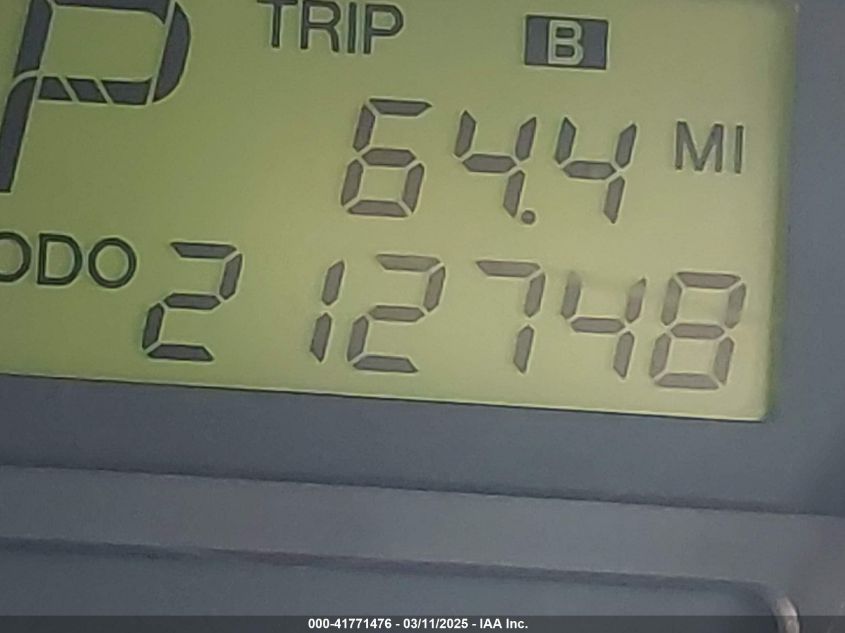 P TRIP B
64.4 MI
ODO 212748
000-41771476 - 03/11/2025 - IAA Inc.